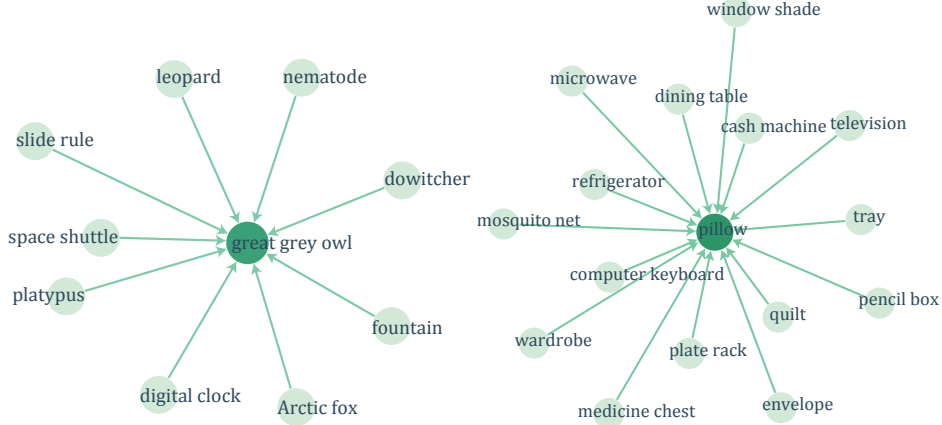 leopard
nematode
slide rule
dowitcher
space shuttle
great grey owl
platypus
fountain
digital clock
Arctic fox
window shade
microwave
dining table
cash machine
television
refrigerator
mosquito net
pillow
tray
computer keyboard
pencil box
quilt
wardrobe
plate rack
medicine chest
envelope